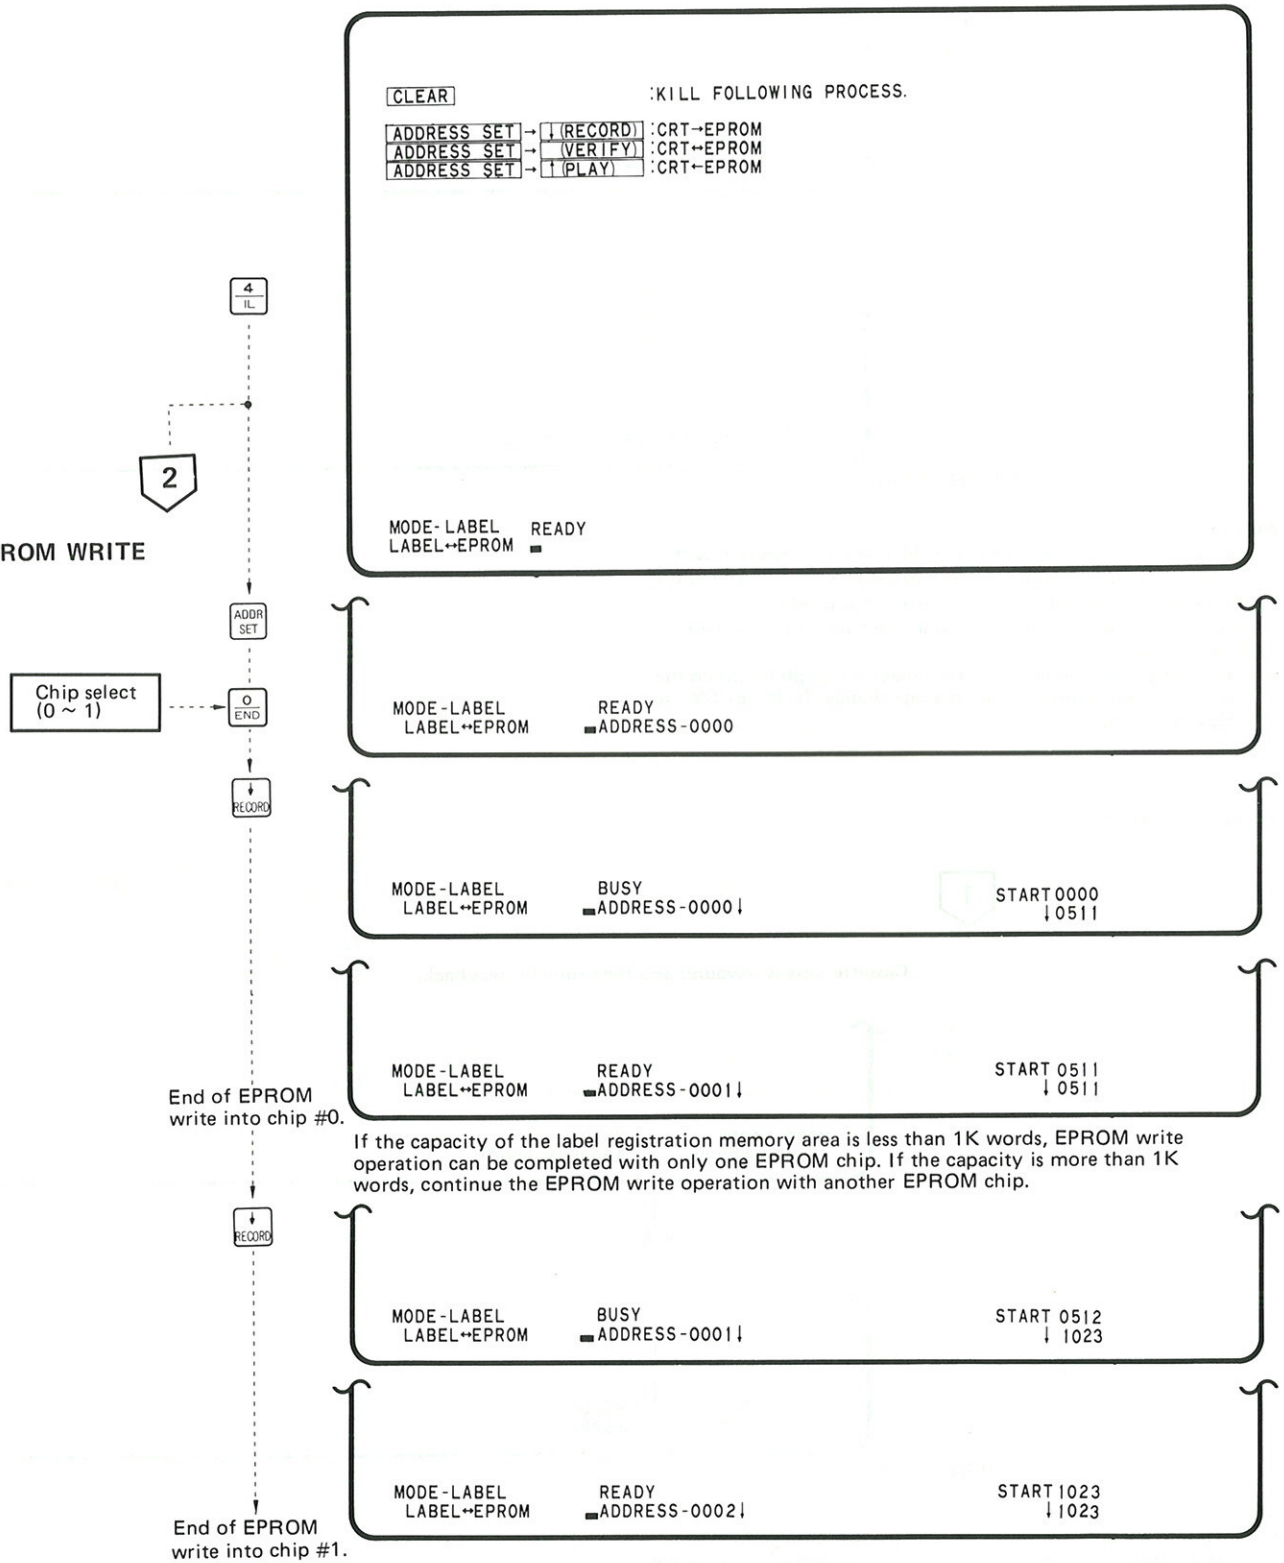 CLEAR :KILL FOLLOWING PROCESS.
ADDRESS SET → ↓(RECORD) :CRT→EPROM
ADDRESS SET → (VERIFY) :CRT↔EPROM
ADDRESS SET → ↑(PLAY) :CRT←EPROM
4
IL
2
MODE-LABEL READY
LABEL↔EPROM
ROM WRITE
ADDR
SET
Chip select
(0 ~ 1)
0
END
MODE-LABEL READY
LABEL↔EPROM ADDRESS-0000
↓
RECORD
MODE-LABEL BUSY START 0000
LABEL↔EPROM ADDRESS-0000↓ ↓0511
MODE-LABEL READY START 0511
LABEL↔EPROM ADDRESS-0001↓ ↓0511
End of EPROM
write into chip #0.
If the capacity of the label registration memory area is less than 1K words, EPROM write
operation can be completed with only one EPROM chip. If the capacity is more than 1K
words, continue the EPROM write operation with another EPROM chip.
↓
RECORD
MODE-LABEL BUSY START 0512
LABEL↔EPROM ADDRESS-0001↓ ↓ 1023
MODE-LABEL READY START 1023
LABEL↔EPROM ADDRESS-0002↓ ↓1023
End of EPROM
write into chip #1.